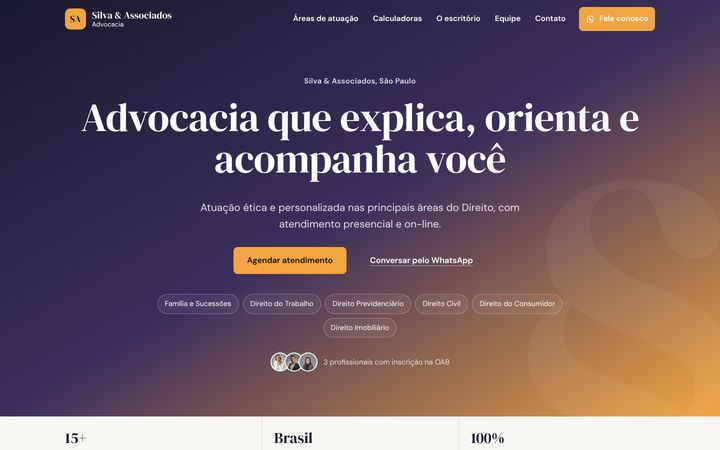 SA
Silva & Associados
Advocacia
Áreas de atuação
Calculadoras
O escritório
Equipe
Contato
Fale conosco
Silva & Associados, São Paulo
Advocacia que explica, orienta e
acompanha você
Atuação ética e personalizada nas principais áreas do Direito, com
atendimento presencial e on-line.
Agendar atendimento
Conversar pelo WhatsApp
Família e Sucessões
Direito do Trabalho
Direito Previdenciário
Direito Civil
Direito do Consumidor
Direito Imobiliário
3 profissionais com inscrição na OAB
15+
Brasil
100%